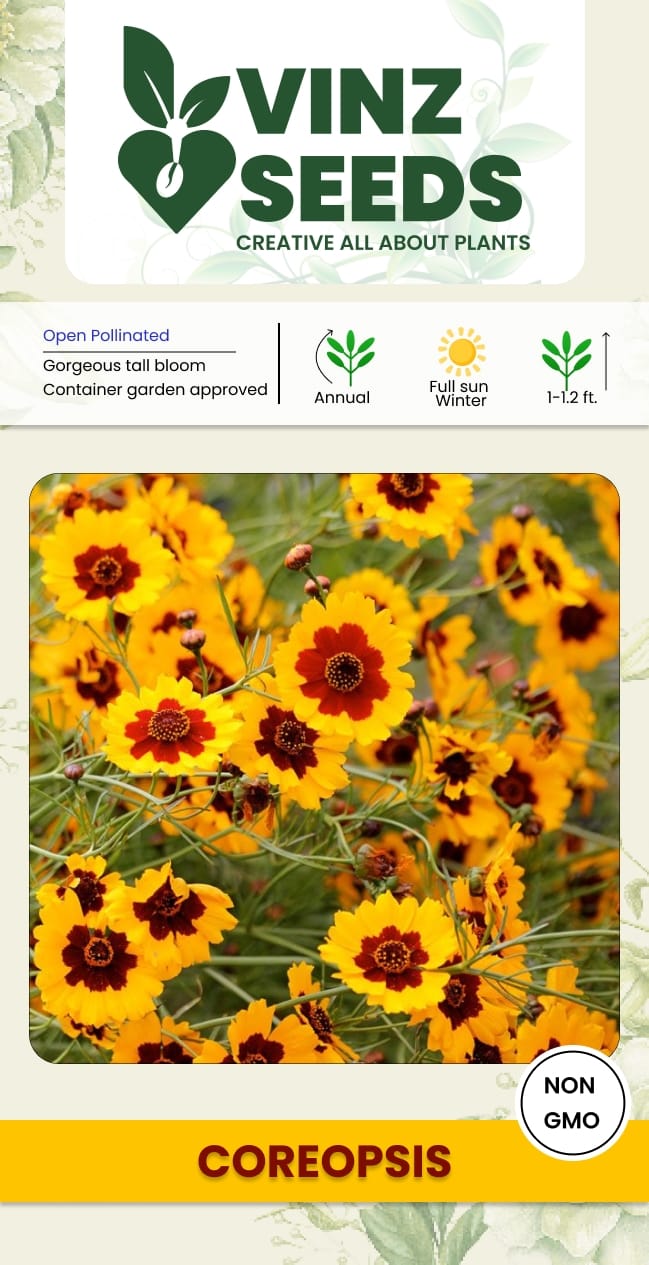 VINZ
SEEDS
CREATIVE ALL ABOUT PLANTS
Open Pollinated
Gorgeous tall bloom
Container garden approved
Annual
Full sun
Winter
1-1.2 ft.
NON
GMO
COREOPSIS